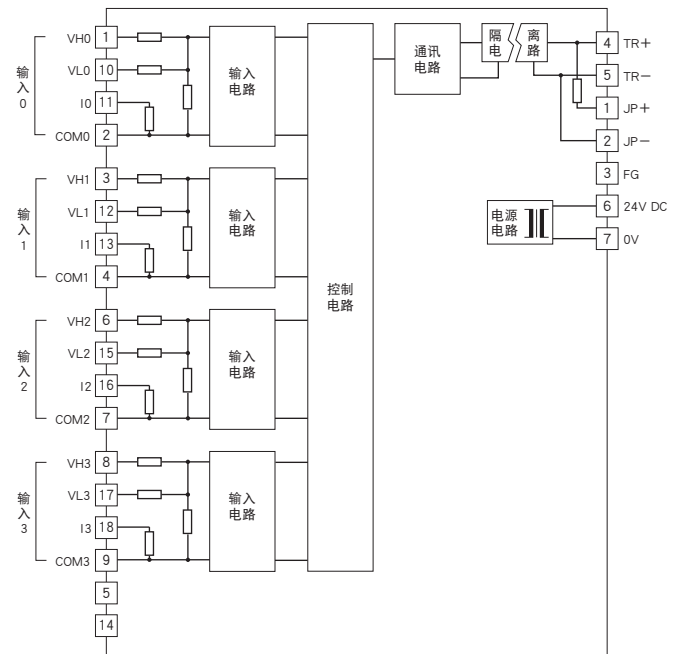 输入0
VH0 1
VL0 10
I0 11
COM0 2
输入电路
输入1
VH1 3
VL1 12
I1 13
COM1 4
输入电路
输入2
VH2 6
VL2 15
I2 16
COM2 7
输入电路
输入3
VH3 8
VL3 17
I3 18
COM3 9
输入电路
5
14
控制电路
通讯电路
隔离
电路
4 TR+
5 TR−
1 JP+
2 JP−
3 FG
电源电路
6 24V DC
7 0V